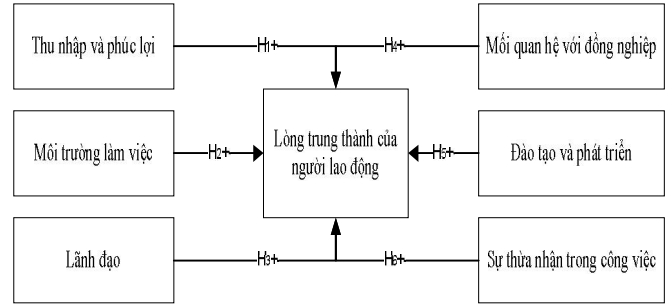 Thu nhập và phúc lợi
H1+
H4+
Mối quan hệ với đồng nghiệp
Môi trường làm việc
H2+
Lòng trung thành của
người lao động
H5+
Đào tạo và phát triển
Lãnh đạo
H3+
H6+
Sự thừa nhận trong công việc